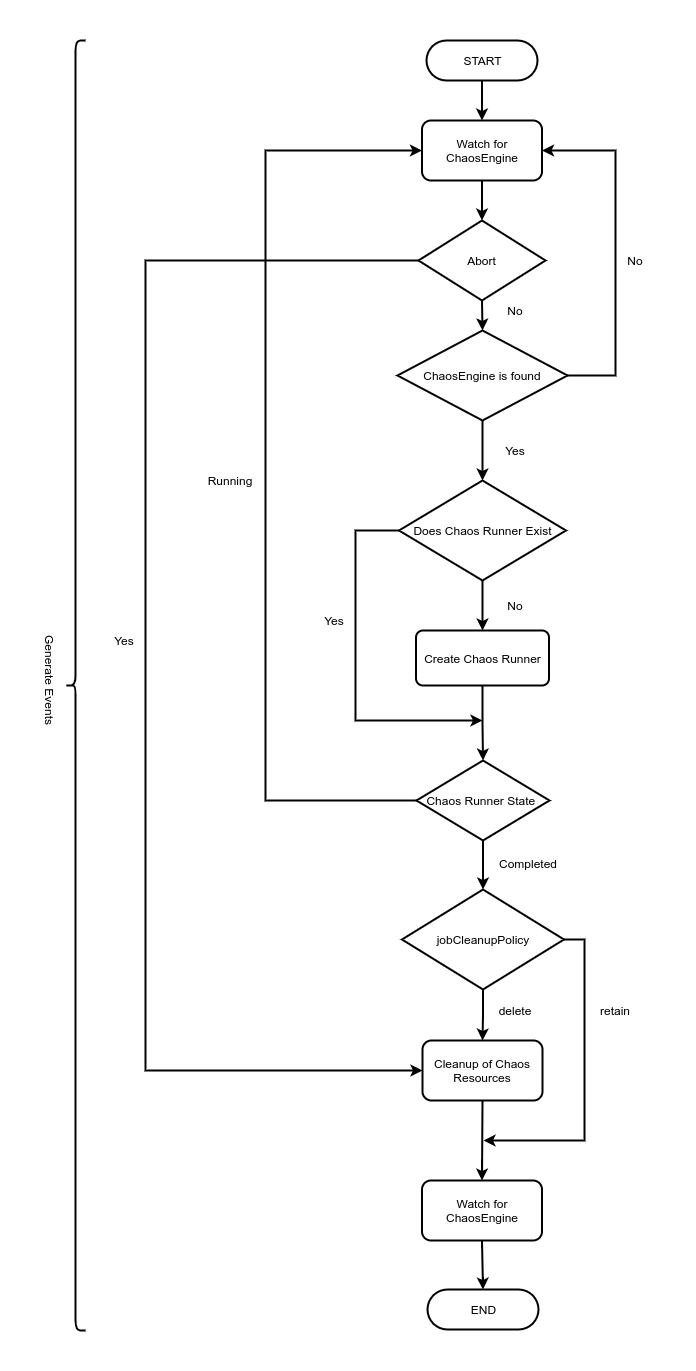 START
Watch for
ChaosEngine
Abort
No
No
ChaosEngine is found
Yes
Running
Does Chaos Runner Exist
No
Yes
Yes
Generate Events
Create Chaos Runner
Chaos Runner State
Completed
jobCleanupPolicy
delete
retain
Cleanup of Chaos
Resources
Watch for
ChaosEngine
END